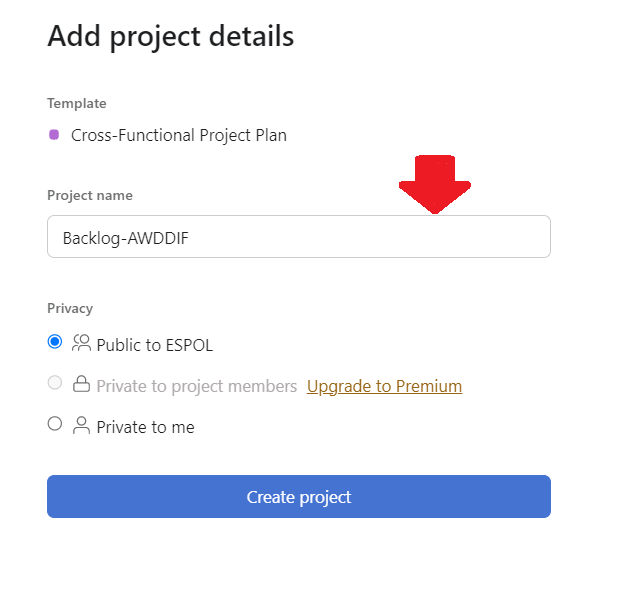 Add project details
Template
Cross-Functional Project Plan
Project name
Backlog-AWDDIF
Privacy
Public to ESPOL
Private to project members Upgrade to Premium
Private to me
Create project